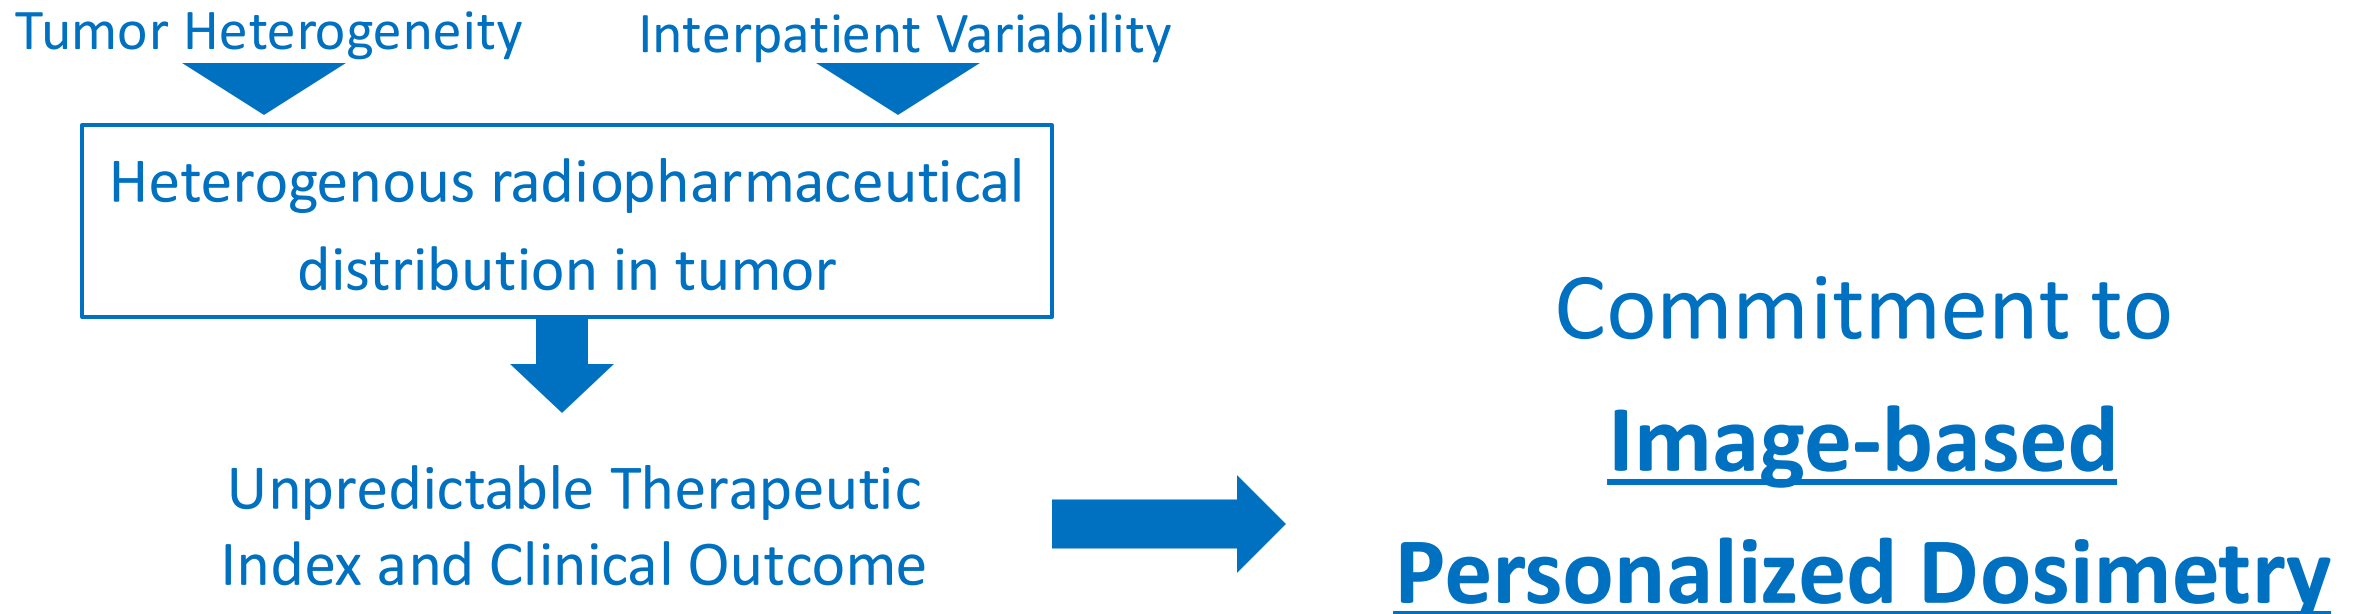 Tumor Heterogeneity
Interpatient Variability
Heterogenous radiopharmaceutical
distribution in tumor
Unpredictable Therapeutic
Index and Clinical Outcome
Commitment to
Image-based
Personalized Dosimetry